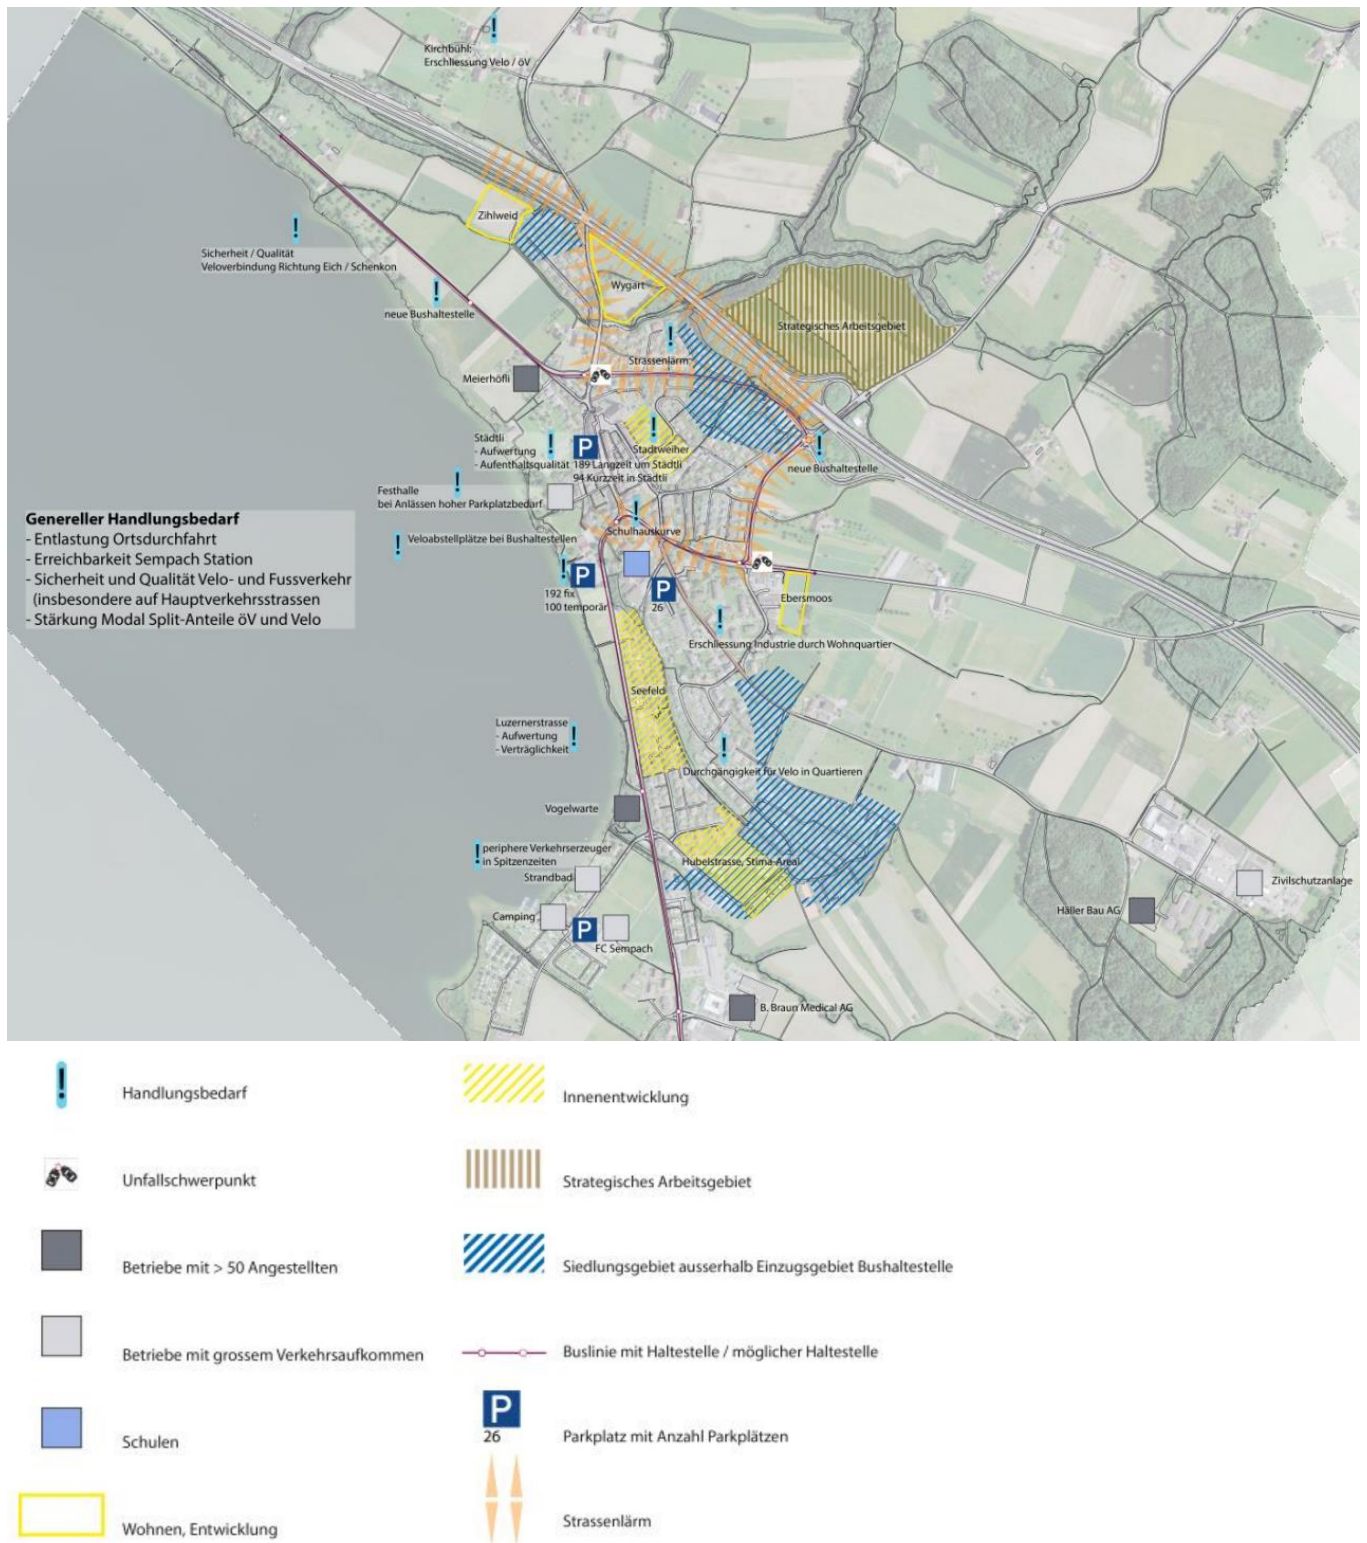 Kirchbühl:
Erschliessung Velo / öV
Zihlweid
Sicherheit / Qualität
Veloverbindung Richtung Eich / Schenkon
Wygart
neue Bushaltestelle
Strategisches Arbeitsgebiet
Strassenlärm
Meierhöfli
Städtli
- Aufwertung
- Aufenthaltsqualität
P
189 Langzeit um Städtli
94 Kurzzeit in Städtli
Stadtweiher
neue Bushaltestelle
Festhalle
bei Anlässen hoher Parkplatzbedarf
Genereller Handlungsbedarf
- Entlastung Ortsdurchfahrt
- Erreichbarkeit Sempach Station
- Sicherheit und Qualität Velo- und Fussverkehr
(insbesondere auf Hauptverkehrsstrassen
- Stärkung Modal Split-Anteile öV und Velo
Schulhauskurve
Veloabstellplätze bei Bushaltestellen
P
192 fix
100 temporär
P
26
Ebersmoos
Erschliessung Industrie durch Wohnquartier
Seefeld
Luzernerstrasse
- Aufwertung
- Verträglichkeit
Durchgängigkeit für Velo in Quartieren
Vogelwarte
periphere Verkehrserzeuger
in Spitzenzeiten
Strandbad
Hubelstrasse, Stima-Areal
Zivilschutzanlage
Häller Bau AG
Camping
P
FC Sempach
B. Braun Medical AG
Handlungsbedarf
Innenentwicklung
Unfallschwerpunkt
Strategisches Arbeitsgebiet
Betriebe mit > 50 Angestellten
Siedlungsgebiet ausserhalb Einzugsgebiet Bushaltestelle
Betriebe mit grossem Verkehrsaufkommen
Buslinie mit Haltestelle / möglicher Haltestelle
Schulen
P
26
Parkplatz mit Anzahl Parkplätzen
Wohnen, Entwicklung
Strassenlärm